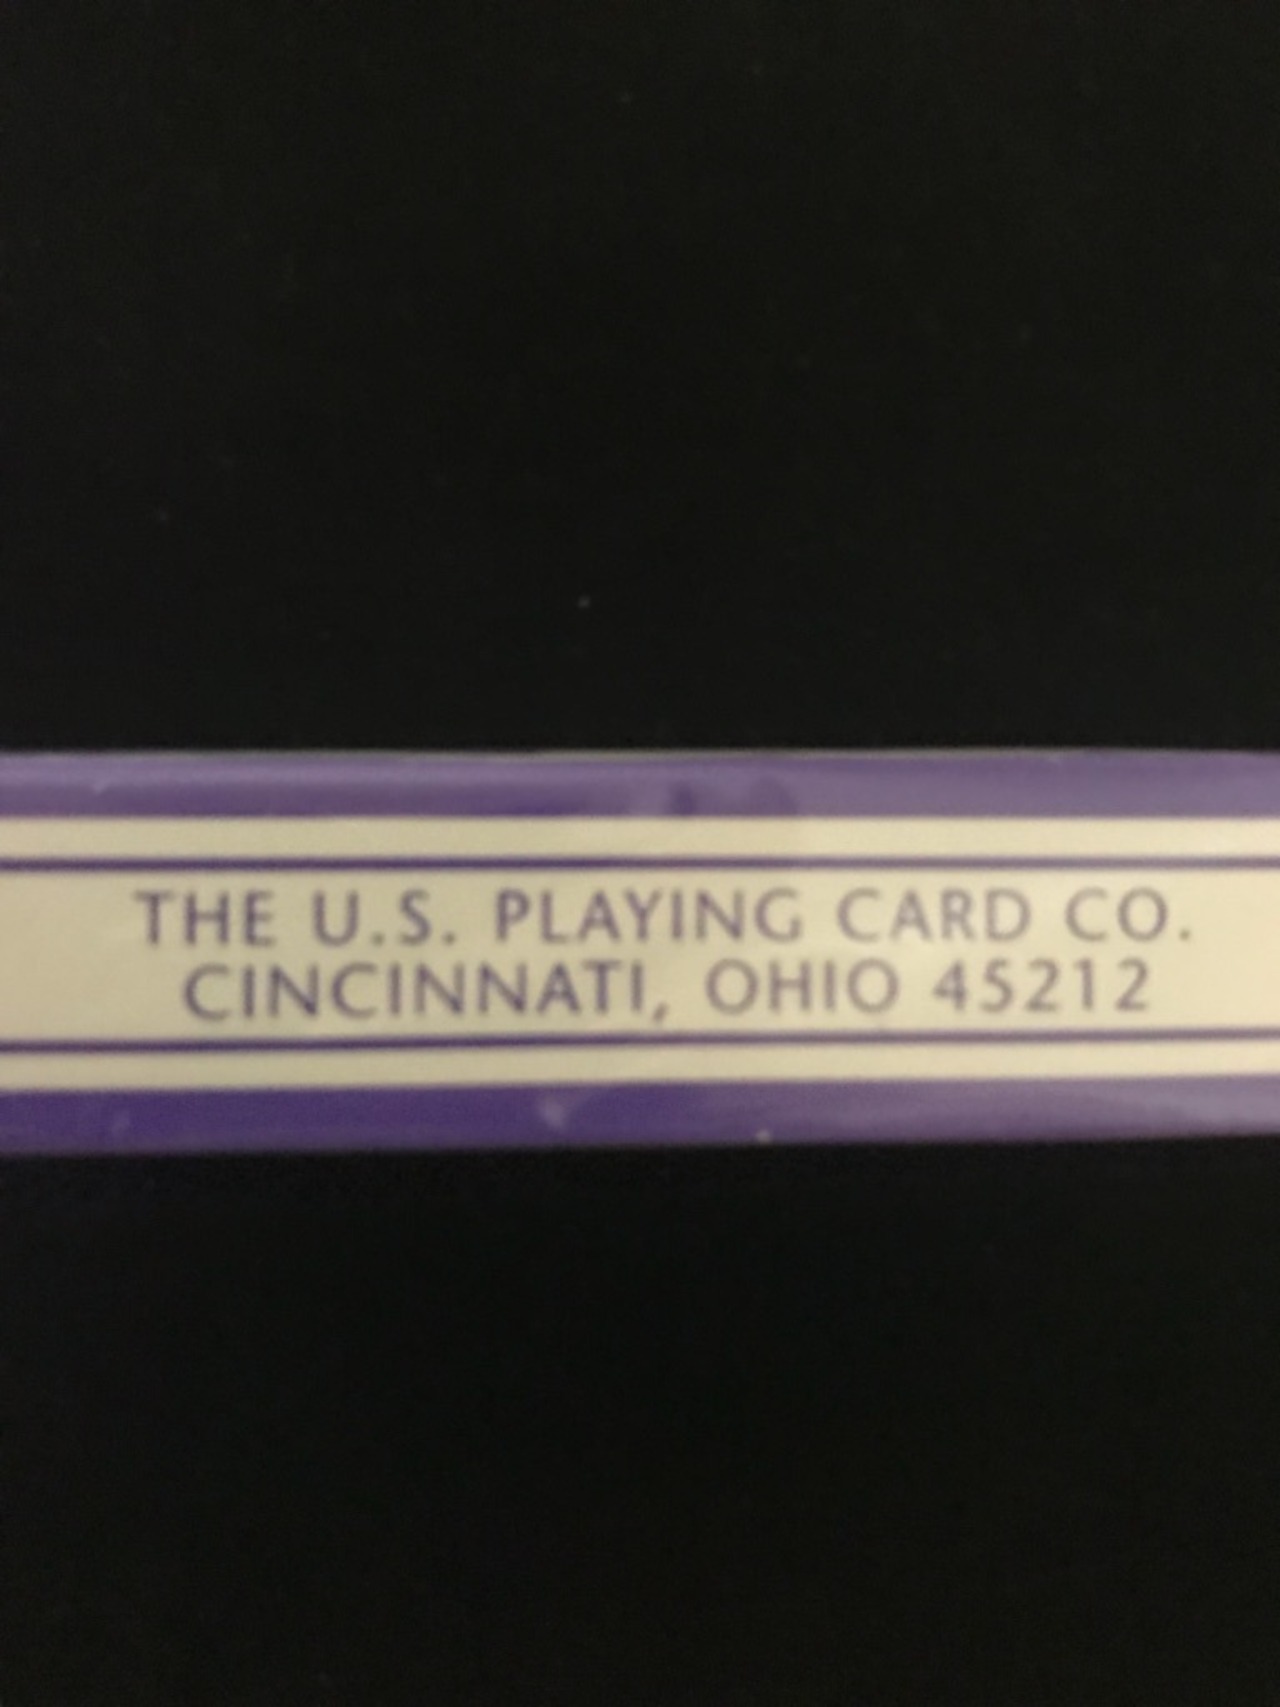 THE U.S. PLAYING CARD CO.
CINCINNATI, OHIO 45212